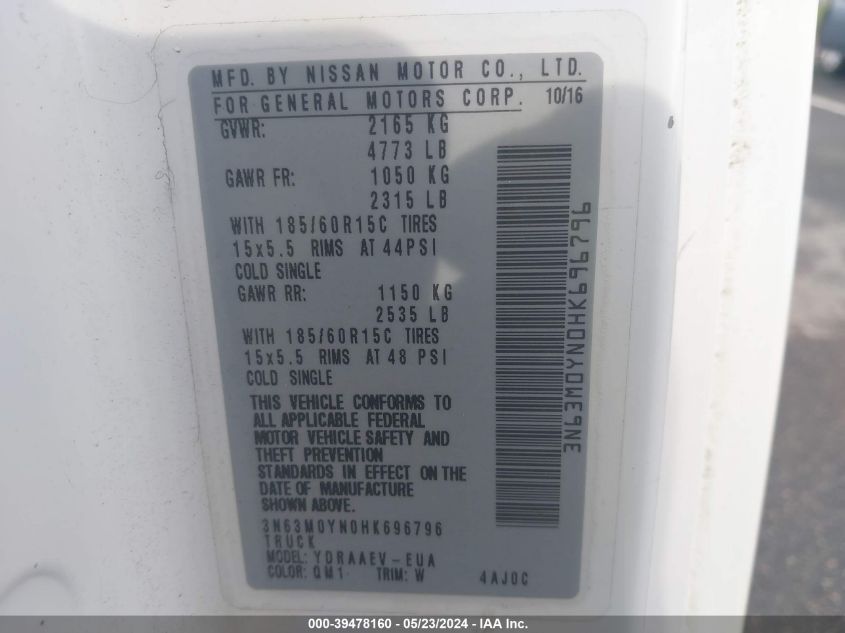 MFD. BY NISSAN MOTOR CO., LTD.
FOR GENERAL MOTORS CORP. 10/16
GVWR: 2165 KG
4773 LB
GAWR FR: 1050 KG
2315 LB
WITH 185/60R15C TIRES
15x5.5 RIMS AT 44PSI
COLD SINGLE
GAWR RR: 1150 KG
2535 LB
WITH 185/60R15C TIRES
15x5.5 RIMS AT 48 PSI
COLD SINGLE
THIS VEHICLE CONFORMS TO
ALL APPLICABLE FEDERAL
MOTOR VEHICLE SAFETY AND
THEFT PREVENTION
STANDARDS IN EFFECT ON THE
DATE OF MANUFACTURE
SHOWN ABOVE.
3N63M0YN0HK696796
TRUCK
MODEL: YDRAAEV-EUA
COLOR: QM1 TRIM: W 4AJ0C
3N63M0YN0HK696796
000-39478160 - 05/23/2024 - IAA Inc.